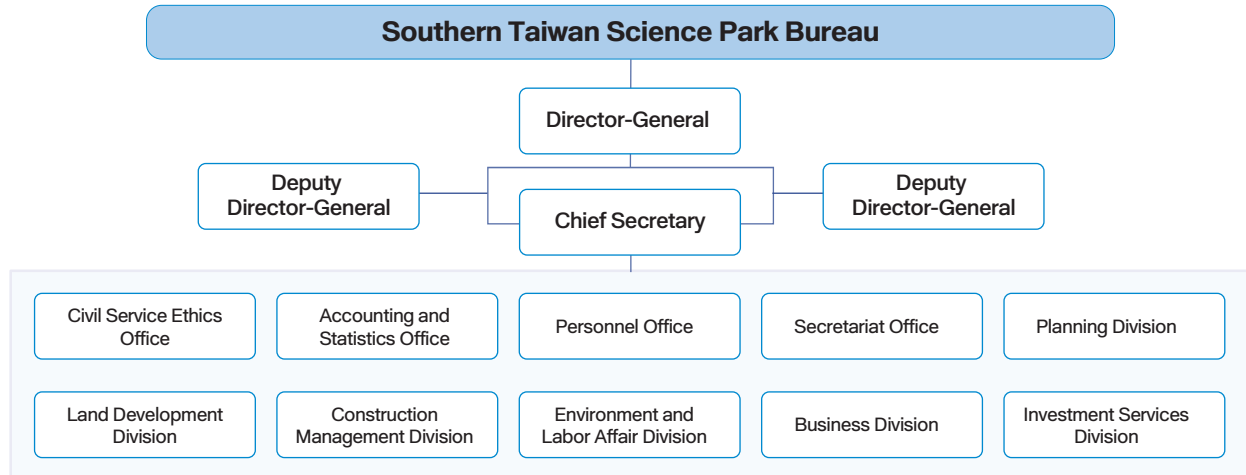 Southern Taiwan Science Park Bureau
Director-General
Deputy
Director-General
Deputy
Director-General
Chief Secretary
Civil Service Ethics
Office
Accounting and
Statistics Office
Personnel Office
Secretariat Office
Planning Division
Land Development
Division
Construction
Management Division
Environment and
Labor Affair Division
Business Division
Investment Services
Division